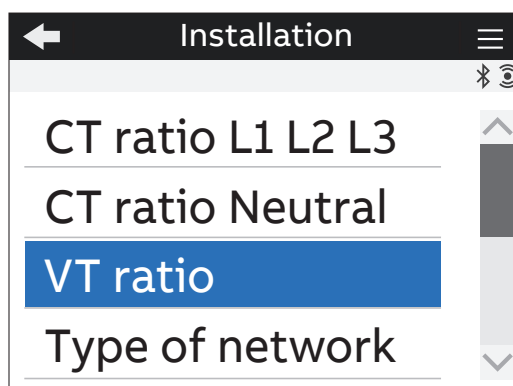 Installation
CT ratio L1 L2 L3
CT ratio Neutral
VT ratio
Type of network